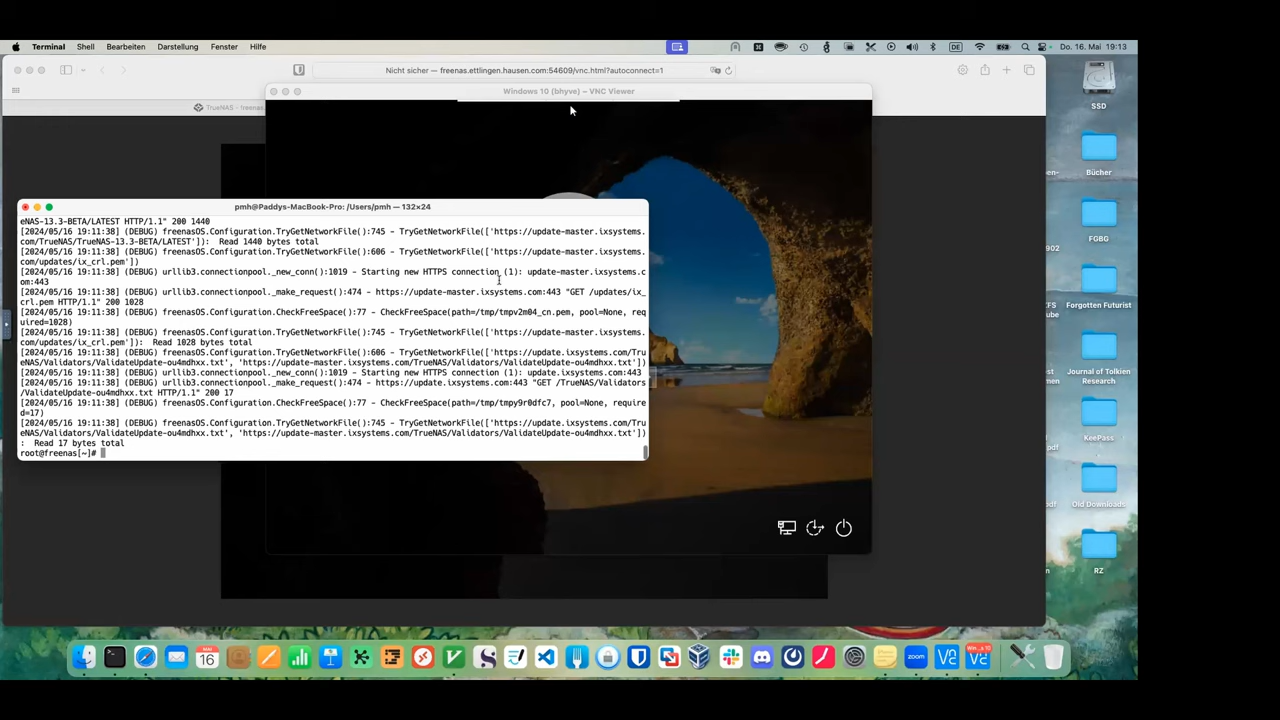 Terminal Shell Bearbeiten Darstellung Fenster Hilfe
DE
Do. 16. Mai 19:13
Nicht sicher — freenas.ettlingen.hausen.com:54609/vnc.html?autoconnect=1
TrueNAS - freenas
Windows 10 (bhyve) – VNC Viewer
pmh@Paddys-MacBook-Pro: /Users/pmh — 132×24
eNAS-13.3-BETA/LATEST HTTP/1.1" 200 1440
[2024/05/16 19:11:38] (DEBUG) freenasOS.Configuration.TryGetNetworkFile():745 - TryGetNetworkFile(['https://update-master.ixsystems.
com/TrueNAS/TrueNAS-13.3-BETA/LATEST']):  Read 1440 bytes total
[2024/05/16 19:11:38] (DEBUG) freenasOS.Configuration.TryGetNetworkFile():606 - TryGetNetworkFile(['https://update-master.ixsystems.
com/updates/ix_crl.pem'])
[2024/05/16 19:11:38] (DEBUG) urllib3.connectionpool._new_conn():1019 - Starting new HTTPS connection (1): update-master.ixsystems.c
om:443
[2024/05/16 19:11:38] (DEBUG) urllib3.connectionpool._make_request():474 - https://update-master.ixsystems.com:443 "GET /updates/ix_
crl.pem HTTP/1.1" 200 1028
[2024/05/16 19:11:38] (DEBUG) freenasOS.Configuration.CheckFreeSpace():77 - CheckFreeSpace(path=/tmp/tmpv2m04_cn.pem, pool=None, req
uired=1028)
[2024/05/16 19:11:38] (DEBUG) freenasOS.Configuration.TryGetNetworkFile():745 - TryGetNetworkFile(['https://update-master.ixsystems.
com/updates/ix_crl.pem']):  Read 1028 bytes total
[2024/05/16 19:11:38] (DEBUG) freenasOS.Configuration.TryGetNetworkFile():606 - TryGetNetworkFile(['https://update.ixsystems.com/Tru
eNAS/Validators/ValidateUpdate-ou4mdhxx.txt', 'https://update-master.ixsystems.com/TrueNAS/Validators/ValidateUpdate-ou4mdhxx.txt'])
[2024/05/16 19:11:38] (DEBUG) urllib3.connectionpool._new_conn():1019 - Starting new HTTPS connection (1): update.ixsystems.com:443
[2024/05/16 19:11:38] (DEBUG) urllib3.connectionpool._make_request():474 - https://update.ixsystems.com:443 "GET /TrueNAS/Validators
/ValidateUpdate-ou4mdhxx.txt HTTP/1.1" 200 17
[2024/05/16 19:11:38] (DEBUG) freenasOS.Configuration.CheckFreeSpace():77 - CheckFreeSpace(path=/tmp/tmpy9r0dfc7, pool=None, require
d=17)
[2024/05/16 19:11:38] (DEBUG) freenasOS.Configuration.TryGetNetworkFile():745 - TryGetNetworkFile(['https://update.ixsystems.com/Tru
eNAS/Validators/ValidateUpdate-ou4mdhxx.txt', 'https://update-master.ixsystems.com/TrueNAS/Validators/ValidateUpdate-ou4mdhxx.txt'])
:  Read 17 bytes total
root@freenas[~]#
SSD
Bücher
FGBG
902
Forgotten Futurist
Journal of Tolkien
Research
KeePass
pdf
Old Downloads
RZ
MAI
16
zoom